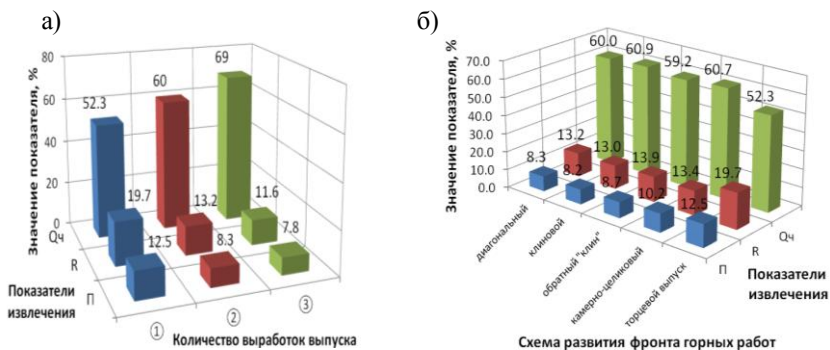 а)
Значение показателя, %
80
60
40
20
0
52.3
60
69
19.7
13.2
11.6
12.5
8.3
7.8
Qч
R
П
Показатели
извлечения
①
②
③
Количество выработок выпуска
б)
Значение показателя, %
70.0
60.0
50.0
40.0
30.0
20.0
10.0
0.0
60.0
60.9
59.2
60.7
52.3
13.2
13.0
13.9
13.4
19.7
8.3
8.2
8.7
10.2
12.5
диагональный
клиновой
обратный "клин"
камерно-целиковый
торцевой выпуск
П
R
Qч
Показатели
извлечения
Схема развития фронта горных работ